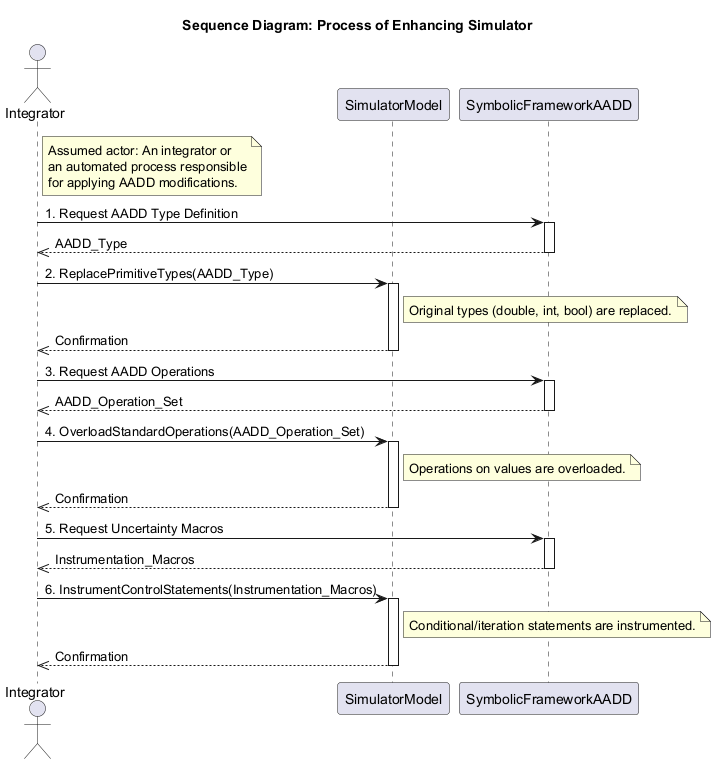 Sequence Diagram: Process of Enhancing Simulator
Integrator
SimulatorModel
SymbolicFrameworkAADD
Assumed actor: An integrator or
an automated process responsible
for applying AADD modifications.
1. Request AADD Type Definition
AADD_Type
2. ReplacePrimitiveTypes(AADD_Type)
Original types (double, int, bool) are replaced.
Confirmation
3. Request AADD Operations
AADD_Operation_Set
4. OverloadStandardOperations(AADD_Operation_Set)
Operations on values are overloaded.
Confirmation
5. Request Uncertainty Macros
Instrumentation_Macros
6. InstrumentControlStatements(Instrumentation_Macros)
Conditional/iteration statements are instrumented.
Confirmation
Integrator
SimulatorModel
SymbolicFrameworkAADD